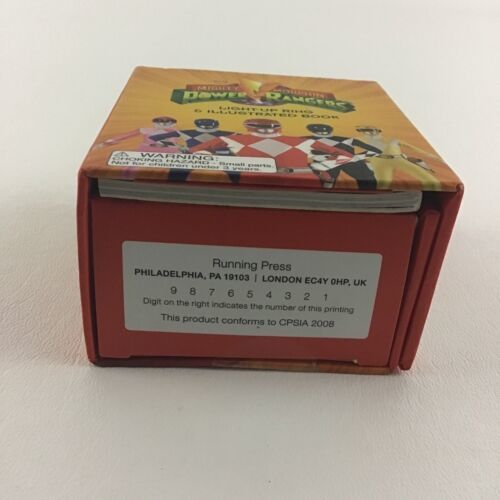 MIGHTY MORPHIN
POWER RANGERS
LIGHT-UP RING
& ILLUSTRATED BOOK
WARNING:
CHOKING HAZARD - Small parts.
Not for children under 3 years.
Running Press
PHILADELPHIA, PA 19103 | LONDON EC4Y 0HP, UK
9 8 7 6 5 4 3 2 1
Digit on the right indicates the number of this printing
This product conforms to CPSIA 2008